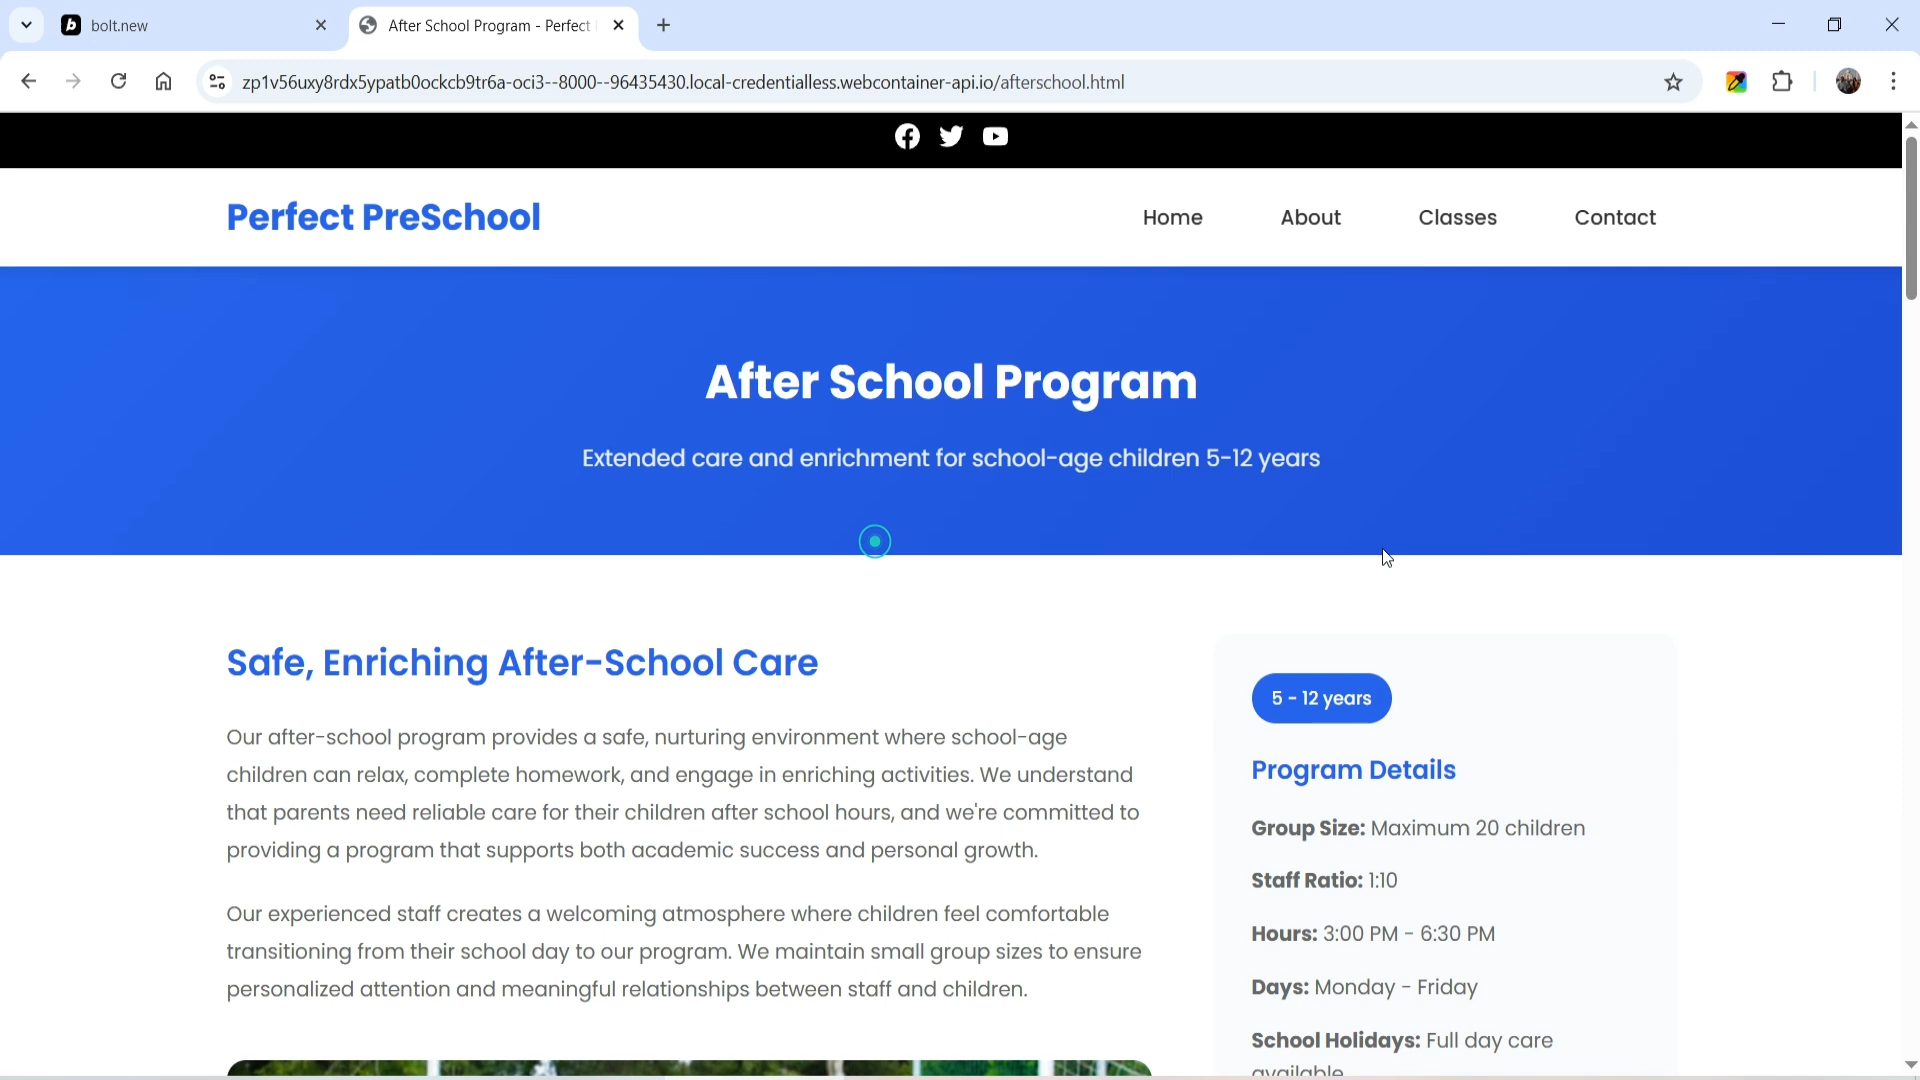 bolt.new
After School Program - Perfect
zp1v56uxy8rdx5ypatb0ockcb9tr6a-oci3--8000--96435430.local-credentialless.webcontainer-api.io/afterschool.html
Perfect PreSchool
Home
About
Classes
Contact
After School Program
Extended care and enrichment for school-age children 5-12 years
Safe, Enriching After-School Care
Our after-school program provides a safe, nurturing environment where school-age
children can relax, complete homework, and engage in enriching activities. We understand
that parents need reliable care for their children after school hours, and we're committed to
providing a program that supports both academic success and personal growth.
Our experienced staff creates a welcoming atmosphere where children feel comfortable
transitioning from their school day to our program. We maintain small group sizes to ensure
personalized attention and meaningful relationships between staff and children.
5 - 12 years
Program Details
Group Size: Maximum 20 children
Staff Ratio: 1:10
Hours: 3:00 PM - 6:30 PM
Days: Monday - Friday
School Holidays: Full day care
available